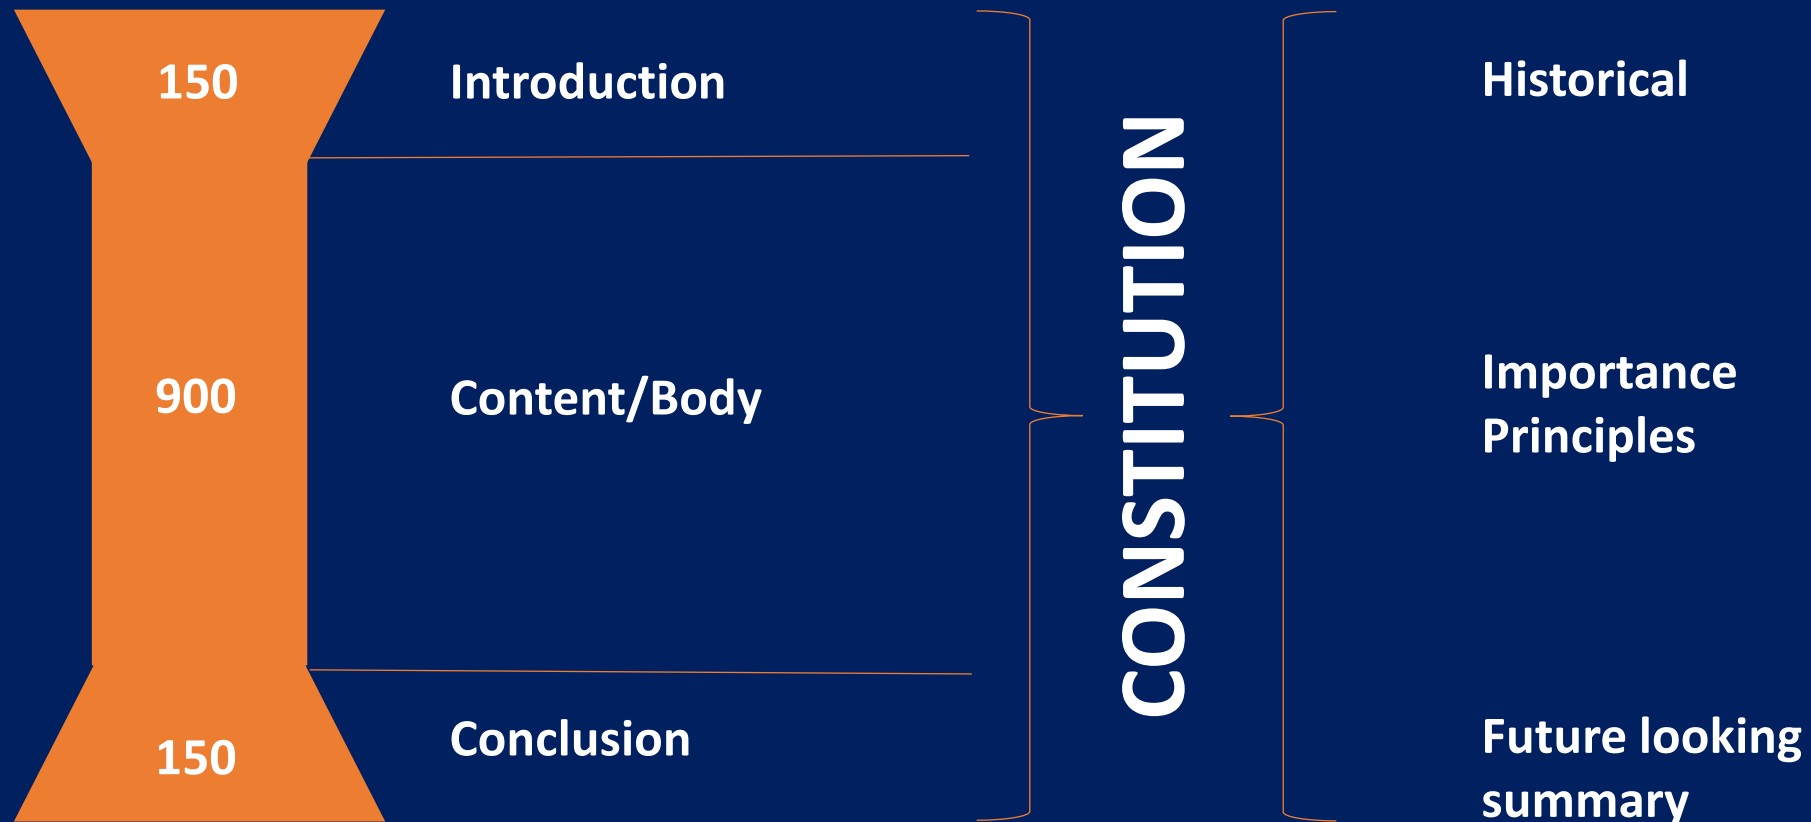 150
Introduction
900
Content/Body
150
Conclusion
CONSTITUTION
Historical
Importance
Principles
Future looking
summary